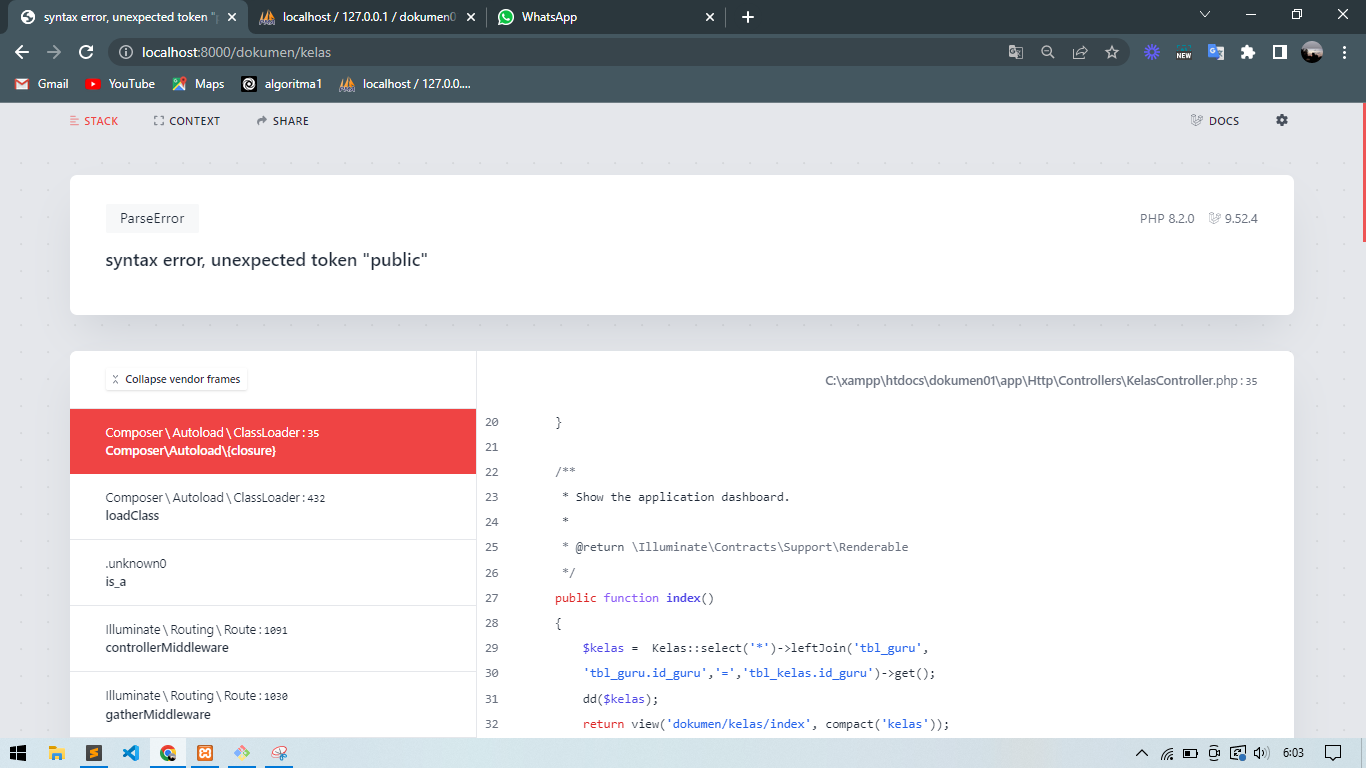 syntax error, unexpected token "p
localhost / 127.0.0.1 / dokumen0
WhatsApp
localhost:8000/dokumen/kelas
NEW
Gmail
YouTube
Maps
algoritma1
localhost / 127.0.0....
STACK
CONTEXT
SHARE
DOCS
ParseError
PHP 8.2.0
9.52.4
syntax error, unexpected token "public"
Collapse vendor frames
C:\xampp\htdocs\dokumen01\app\Http\Controllers\KelasController.php : 35
Composer \ Autoload \ ClassLoader : 35
Composer\Autoload\{closure}
Composer \ Autoload \ ClassLoader : 432
loadClass
.unknown0
is_a
Illuminate \ Routing \ Route : 1091
controllerMiddleware
Illuminate \ Routing \ Route : 1030
gatherMiddleware
20 }
21
22 /**
23 * Show the application dashboard.
24 *
25 * @return \Illuminate\Contracts\Support\Renderable
26 */
27 public function index()
28 {
29 $kelas =  Kelas::select('*')->leftJoin('tbl_guru',
30 'tbl_guru.id_guru','=','tbl_kelas.id_guru')->get();
31 dd($kelas);
32 return view('dokumen/kelas/index', compact('kelas'));
6:03